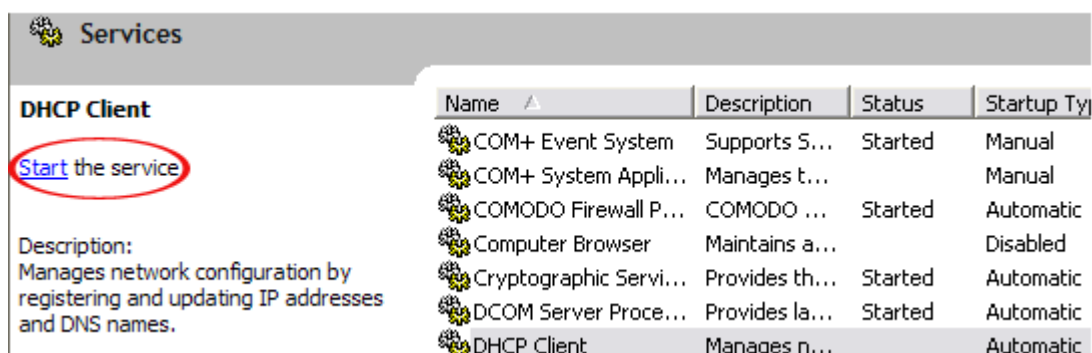 Services
DHCP Client
Start the service
Description:
Manages network configuration by
registering and updating IP addresses
and DNS names.
Name Description Status Startup Ty
COM+ Event System Supports S... Started Manual
COM+ System Appli... Manages t... Manual
COMODO Firewall P... COMODO ... Started Automatic
Computer Browser Maintains a... Disabled
Cryptographic Servi... Provides th... Started Automatic
DCOM Server Proce... Provides la... Started Automatic
DHCP Client Manages n... Automatic